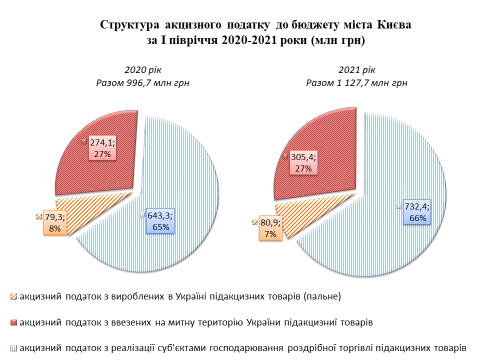 Структура акцизного податку до бюджету міста Києва
за І півріччя 2020-2021 роки (млн грн)
2020 рік
Разом 996,7 млн грн
2021 рік
Разом 1 127,7 млн грн
274,1;
27%
79,3;
8%
643,3;
65%
305,4;
27%
80,9;
7%
732,4;
66%
акцизний податок з вироблених в Україні підакцизних товарів (пальне)
акцизний податок з ввезених на митну територію України підакцизниї товарів
акцизний податок з реалізації суб'єктами господарювання роздрібної торгівлі підакцизних товарів